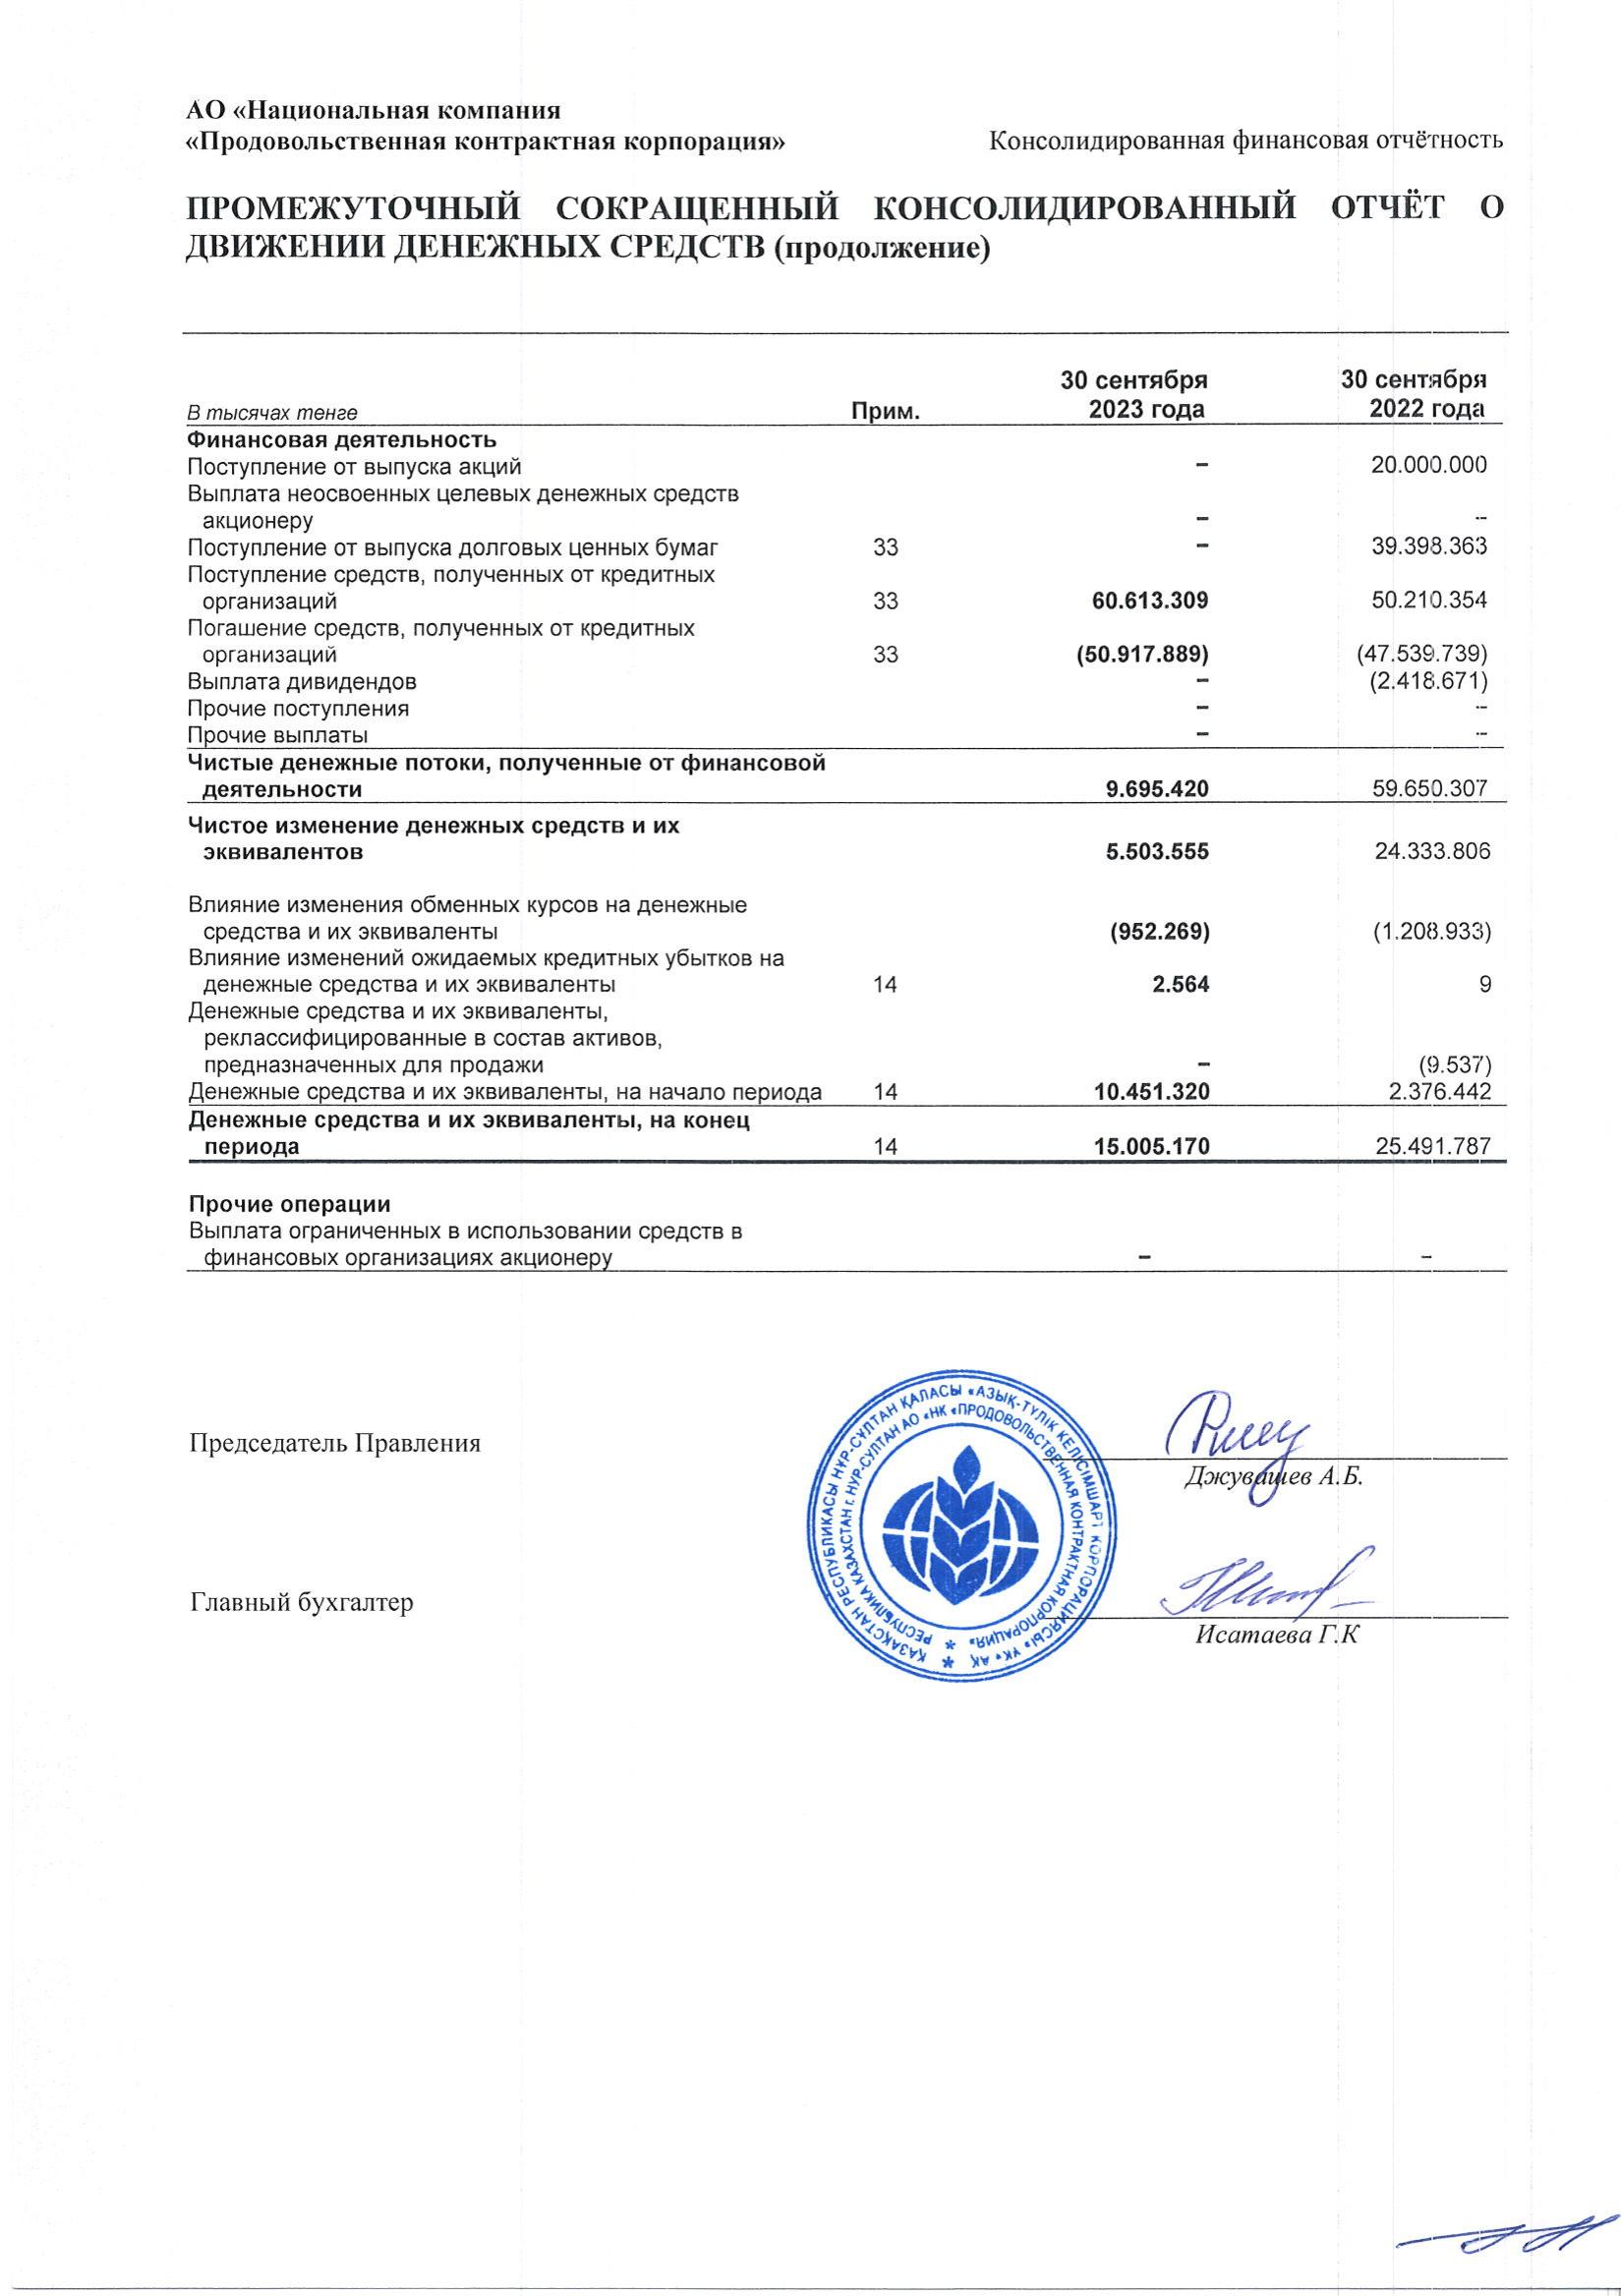 АО «Национальная компания
«Продовольственная контрактная корпорация»
Консолидированная финансовая отчётность
ПРОМЕЖУТОЧНЫЙ СОКРАЩЕННЫЙ КОНСОЛИДИРОВАННЫЙ ОТЧЁТ О
ДВИЖЕНИИ ДЕНЕЖНЫХ СРЕДСТВ (продолжение)
30 сентября 30 сентября
В тысячах тенге Прим. 2023 года 2022 года
Финансовая деятельность
Поступление от выпуска акций – 20.000.000
Выплата неосвоенных целевых денежных средств
акционеру – –
Поступление от выпуска долговых ценных бумаг 33 – 39.398.363
Поступление средств, полученных от кредитных
организаций 33 60.613.309 50.210.354
Погашение средств, полученных от кредитных
организаций 33 (50.917.889) (47.539.739)
Выплата дивидендов – (2.418.671)
Прочие поступления – –
Прочие выплаты – –
Чистые денежные потоки, полученные от финансовой
деятельности 9.695.420 59.650.307
Чистое изменение денежных средств и их
эквивалентов 5.503.555 24.333.806
Влияние изменения обменных курсов на денежные
средства и их эквиваленты (952.269) (1.208.933)
Влияние изменений ожидаемых кредитных убытков на
денежные средства и их эквиваленты 14 2.564 9
Денежные средства и их эквиваленты,
реклассифицированные в состав активов,
предназначенных для продажи – (9.537)
Денежные средства и их эквиваленты, на начало периода 14 10.451.320 2.376.442
Денежные средства и их эквиваленты, на конец
периода 14 15.005.170 25.491.787
Прочие операции
Выплата ограниченных в использовании средств в
финансовых организациях акционеру – –
Председатель Правления
Джувашев А.Б.
Главный бухгалтер
Исатаева Г.К
ҚАЗАҚСТАН РЕСПУБЛИКАСЫ НҰР-СҰЛТАН ҚАЛАСЫ «АЗЫҚ-ТҮЛІК КЕЛІСІМШАРТ КОРПОРАЦИЯСЫ» ҰК» АҚ
РЕСПУБЛИКА КАЗАХСТАН г. НУР-СУЛТАН АО «НК «ПРОДОВОЛЬСТВЕННАЯ КОНТРАКТНАЯ КОРПОРАЦИЯ»